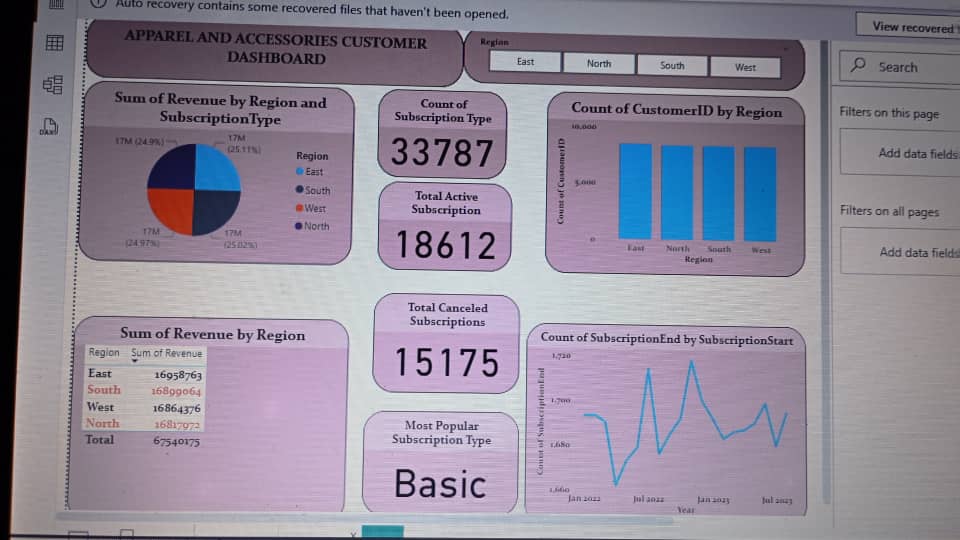 Auto recovery contains some recovered files that haven't been opened.
View recovered
APPAREL AND ACCESSORIES CUSTOMER
DASHBOARD
Region
East
North
South
West
Search
Filters on this page
Add data fields
Filters on all pages
Add data fields
Sum of Revenue by Region and
SubscriptionType
17M (24.9%)
17M
(25.11%)
17M
(24.97%)
17M
(25.02%)
Region
East
South
West
North
Count of
Subscription Type
33787
Total Active
Subscription
18612
Count of CustomerID by Region
Count of CustomerID
10,000
5,000
0
East
North
South
West
Region
Total Canceled
Subscriptions
15175
Most Popular
Subscription Type
Basic
Sum of Revenue by Region
Region Sum of Revenue
East 16958763
South 16899064
West 16864376
North 16817972
Total 67540175
Count of SubscriptionEnd by SubscriptionStart
Count of SubscriptionEnd
1,720
1,700
1,680
1,660
Jan 2022
Jul 2022
Jan 2023
Jul 2023
Year